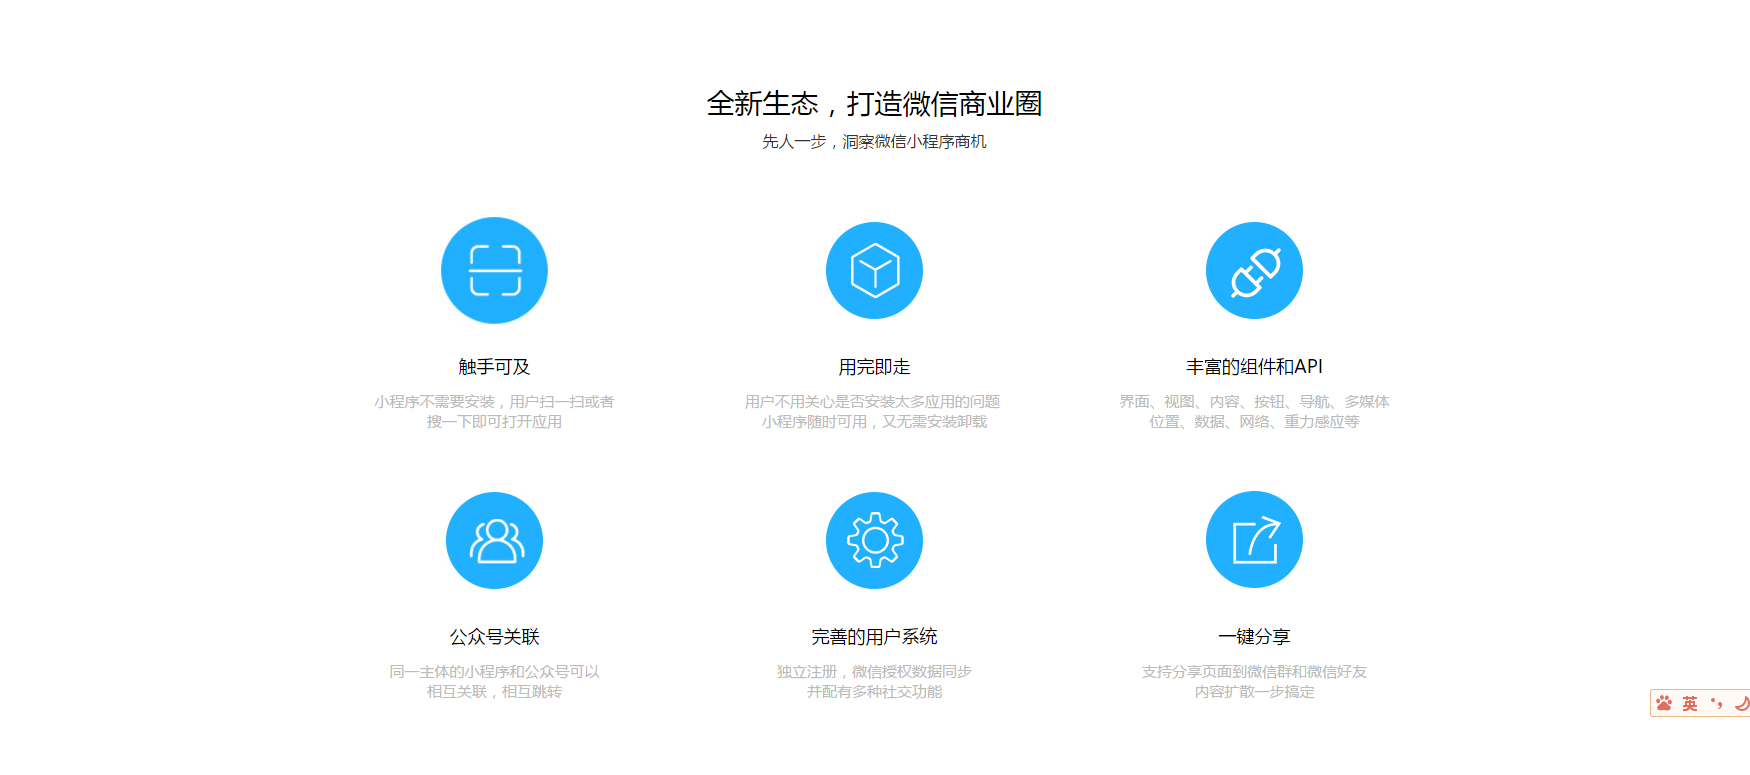 全新生态，打造微信商业圈
先人一步，洞察微信小程序商机
触手可及
小程序不需要安装，用户扫一扫或者
搜一下即可打开应用
用完即走
用户不用关心是否安装太多应用的问题
小程序随时可用，又无需安装卸载
丰富的组件和API
界面、视图、内容、按钮、导航、多媒体
位置、数据、网络、重力感应等
公众号关联
同一主体的小程序和公众号可以
相互关联，相互跳转
完善的用户系统
独立注册，微信授权数据同步
并配有多种社交功能
一键分享
支持分享页面到微信群和微信好友
内容扩散一步搞定
英